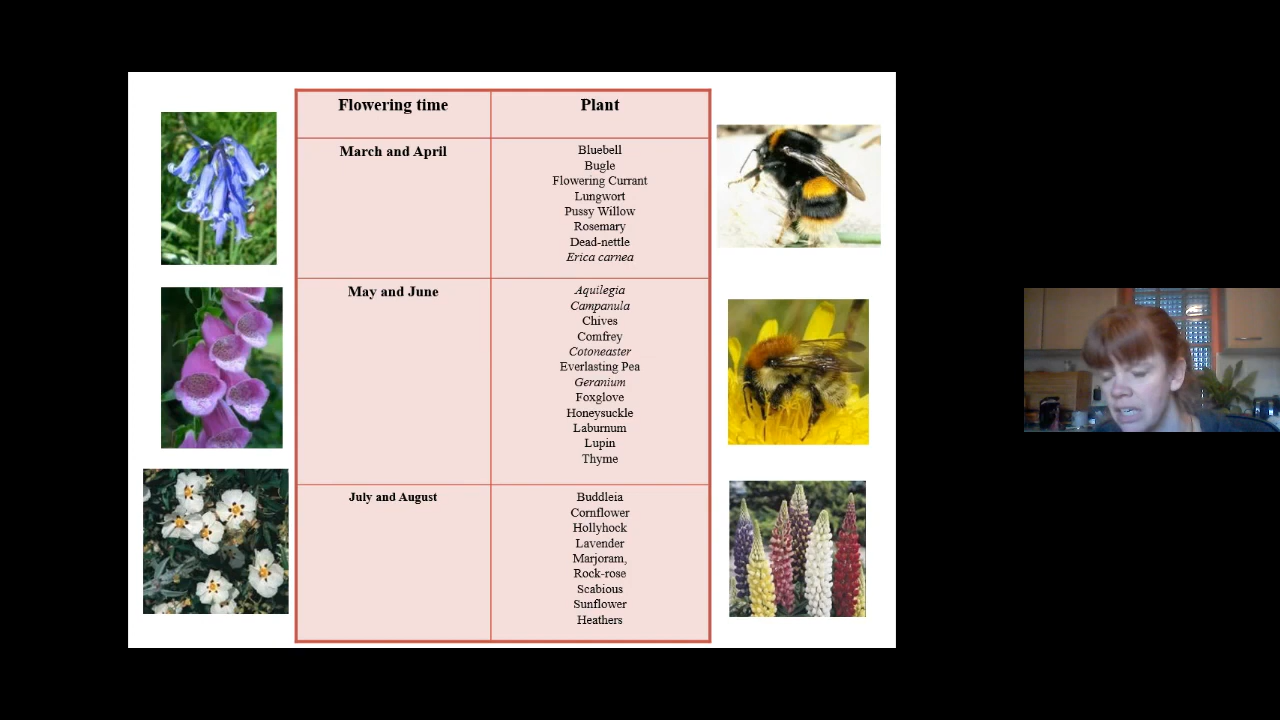 Flowering time
Plant
March and April
Bluebell
Bugle
Flowering Currant
Lungwort
Pussy Willow
Rosemary
Dead-nettle
Erica carnea
May and June
Aquilegia
Campanula
Chives
Comfrey
Cotoneaster
Everlasting Pea
Geranium
Foxglove
Honeysuckle
Laburnum
Lupin
Thyme
July and August
Buddleia
Cornflower
Hollyhock
Lavender
Marjoram,
Rock-rose
Scabious
Sunflower
Heathers